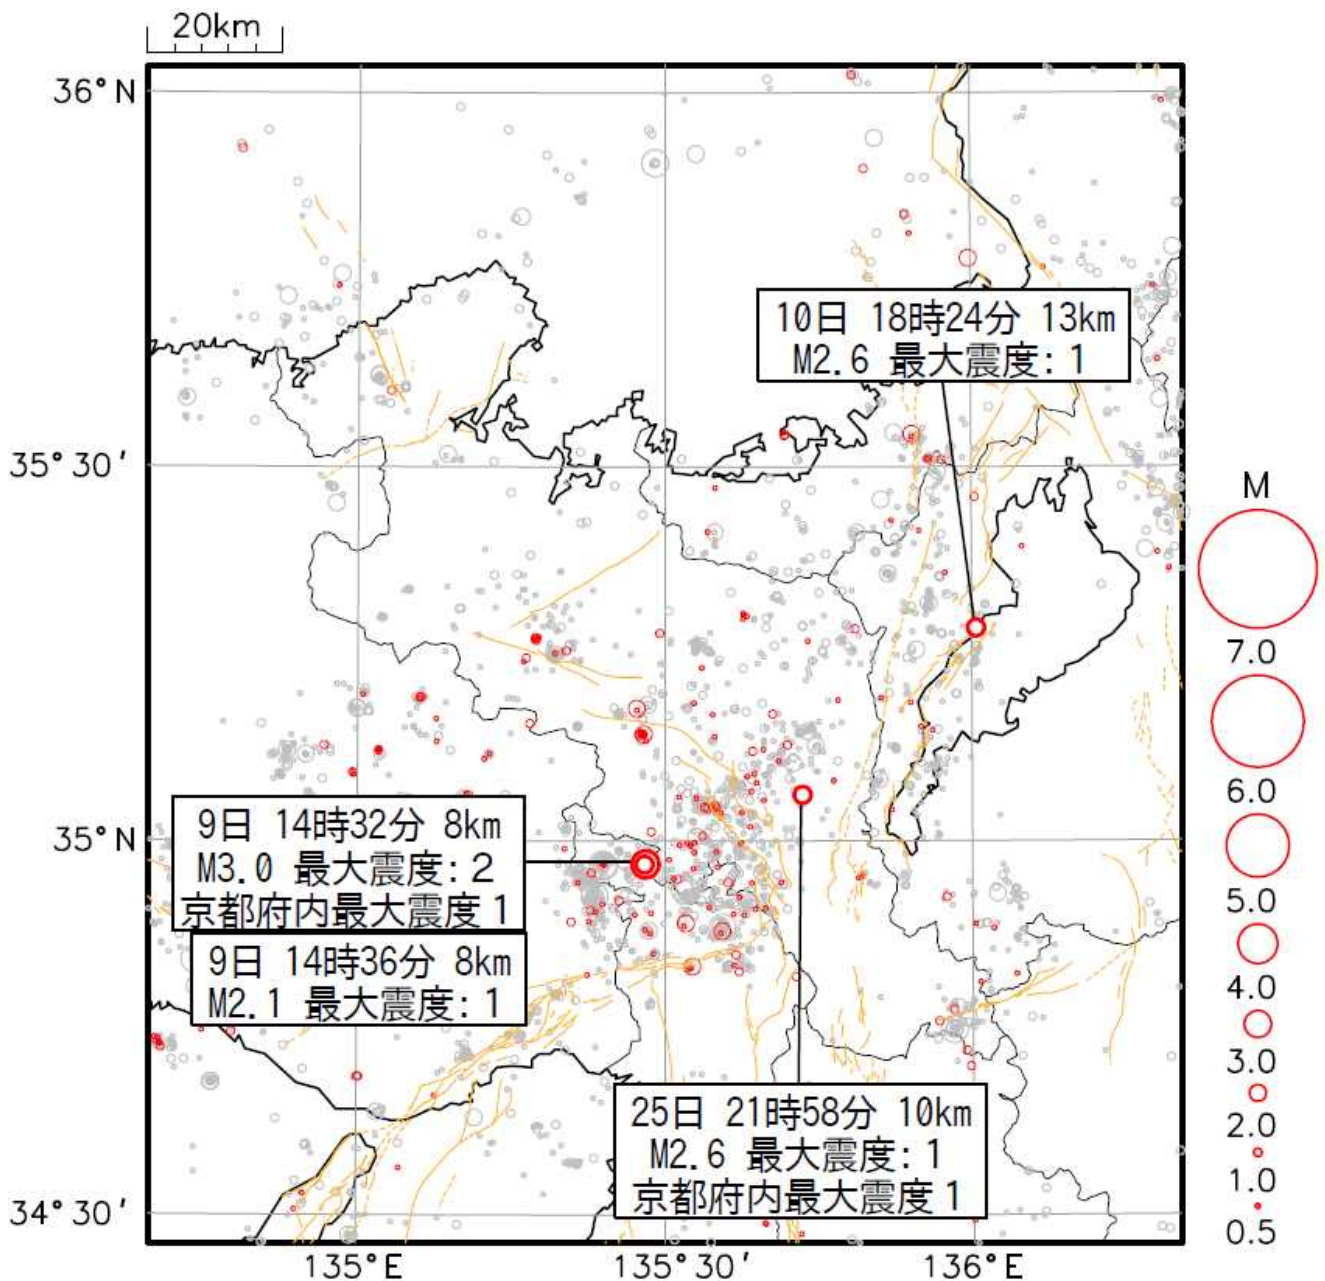 20km
36°N
10日 18時24分 13km
M2.6 最大震度:1
35°30′
M
7.0
6.0
9日 14時32分 8km
M3.0 最大震度:2
京都府内最大震度1
35°N
5.0
9日 14時36分 8km
M2.1 最大震度:1
4.0
3.0
25日 21時58分 10km
M2.6 最大震度:1
京都府内最大震度1
2.0
1.0
34°30′
0.5
135°E
135°30′
136°E